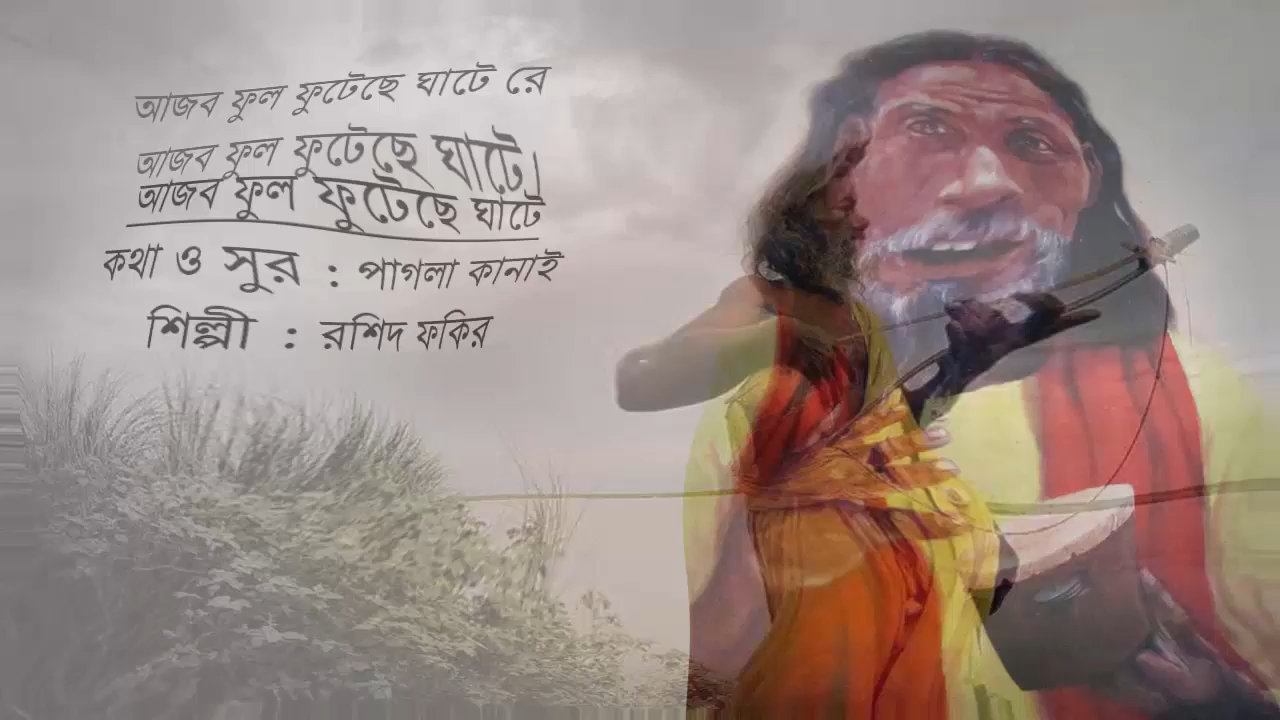 আজব ফুল ফুটেছে ঘাটে রে
আজব ফুল ফুটেছে ঘাটে।
আজব ফুল ফুটেছে ঘাটে
কথা ও সুর : পাগলা কানাই
শিল্পী : রশিদ ফকির